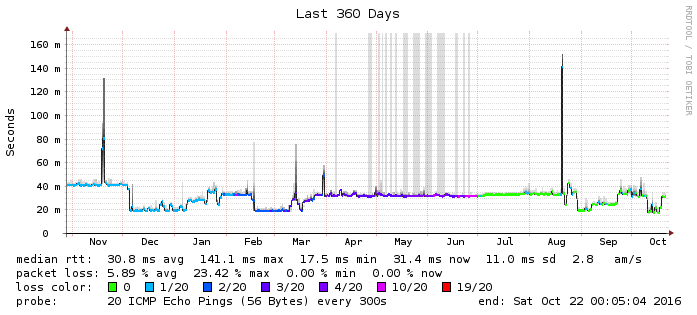 Last 360 Days
RRDTOOL / TOBI OETIKER
Seconds
160 m
140 m
120 m
100 m
80 m
60 m
40 m
20 m
0
Nov Dec Jan Feb Mar Apr May Jun Jul Aug Sep Oct
median rtt: 30.8 ms avg 141.1 ms max 17.5 ms min 31.4 ms now 11.0 ms sd 2.8 am/s
packet loss: 5.89 % avg 23.42 % max 0.00 % min 0.00 % now
loss color: 0 1/20 2/20 3/20 4/20 10/20 19/20
probe: 20 ICMP Echo Pings (56 Bytes) every 300s end: Sat Oct 22 00:05:04 2016